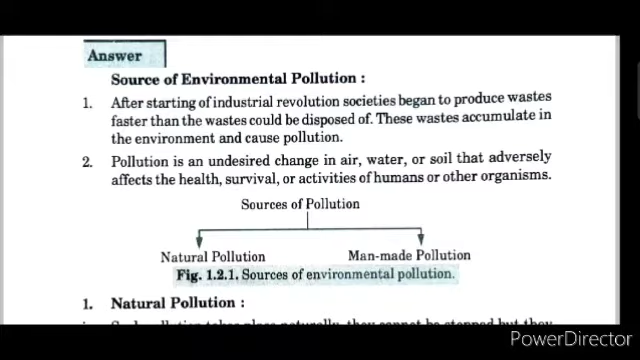 Answer
Source of Environmental Pollution :
1. After starting of industrial revolution societies began to produce wastes
faster than the wastes could be disposed of. These wastes accumulate in
the environment and cause pollution.
2. Pollution is an undesired change in air, water, or soil that adversely
affects the health, survival, or activities of humans or other organisms.
Sources of Pollution
Natural Pollution Man-made Pollution
Fig. 1.2.1. Sources of environmental pollution.
1. Natural Pollution :
PowerDirector